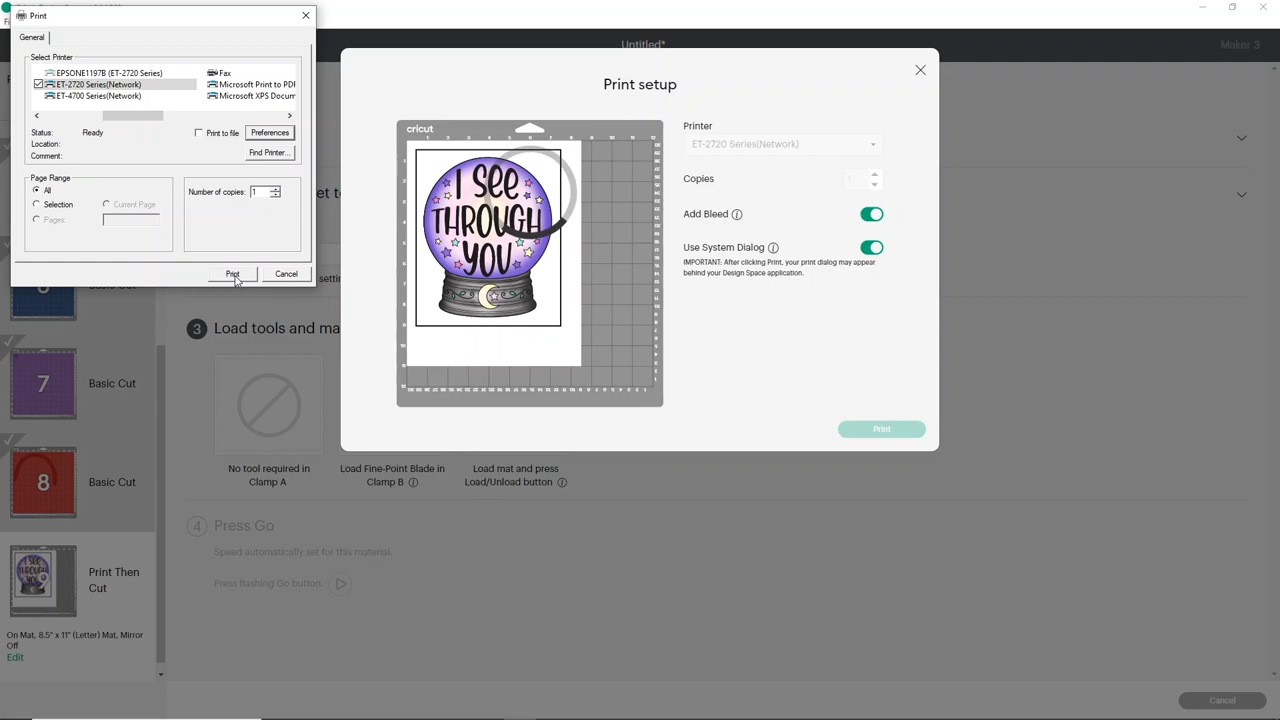 Print
General
Select Printer
EPSONE1197B (ET-2720 Series)
Fax
ET-2720 Series(Network)
Microsoft Print to PDF
ET-4700 Series(Network)
Microsoft XPS Docum
Status:
Ready
Print to file
Preferences
Location:
Comment:
Find Printer...
Page Range
All
Selection
Current Page
Pages:
Number of copies:
1
Print
Cancel
Untitled*
Maker 3
Print setup
cricut
I SEE
THROUGH
YOU
Printer
ET-2720 Series(Network)
Copies
1
Add Bleed
Use System Dialog
IMPORTANT: After clicking Print, your print dialog may appear
behind your Design Space application.
Print
Basic Cut
7
Basic Cut
8
Basic Cut
I SEE
THROUGH
YOU
9
Print Then
Cut
On Mat, 8.5" x 11" (Letter) Mat, Mirror
Off
Edit
3
Load tools and ma
No tool required in
Clamp A
Load Fine-Point Blade in
Clamp B
Load mat and press
Load/Unload button
4
Press Go
Speed automatically set for this material.
Press flashing Go button.
Cancel